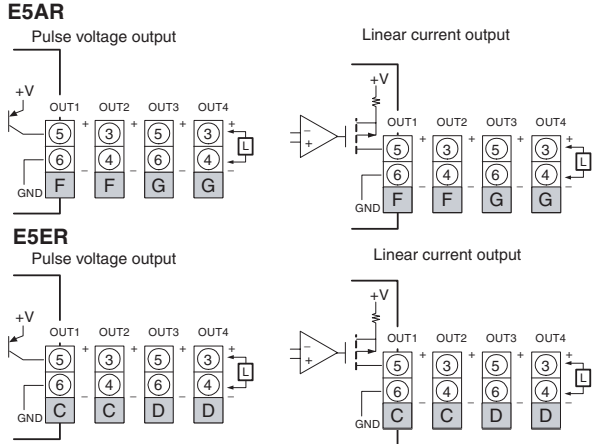 E5AR
Pulse voltage output
Linear current output
+V
OUT1 OUT2 OUT3 OUT4
+ + + +
5 3 5 3
L
6 4 6 4
− − − −
GND
F F G G
+V
OUT1 OUT2 OUT3 OUT4
− + + + +
+
5 3 5 3
L
6 4 6 4
− − − −
GND
F F G G
E5ER
Pulse voltage output
Linear current output
+V
OUT1 OUT2 OUT3 OUT4
+ + + +
5 3 5 3
L
6 4 6 4
− − − −
GND
C C D D
+V
OUT1 OUT2 OUT3 OUT4
− + + + +
+
5 3 5 3
L
6 4 6 4
− − − −
GND
C C D D